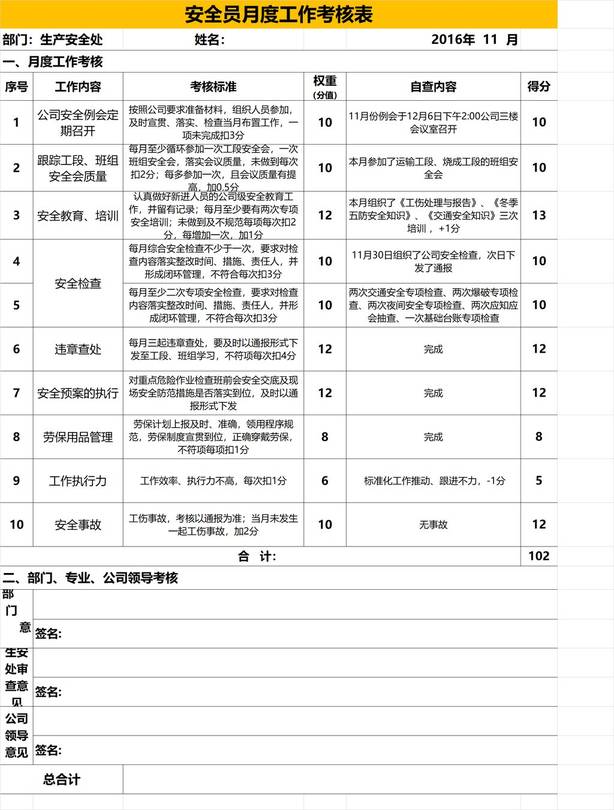 安全员月度工作考核表
部门：生产安全处 姓名： 2016年 11 月
一、月度工作考核
序号 工作内容 考核标准 权重（分值） 自查内容 得分
1 公司安全例会定期召开 按照公司要求准备材料，组织人员参加，及时宣贯、落实、检查当月布置工作，一项未完成扣3分 10 11月份例会于12月6日下午2:00公司三楼会议室召开 10
2 跟踪工段、班组安全会质量 每月至少循环参加一次工段安全会，一次班组安全会，落实会议质量，未做到每次扣2分；每多参加一次，且会议质量有提高，加0.5分 10 本月参加了运输工段、烧成工段的班组安全会 10
3 安全教育、培训 认真做好新进人员的公司级安全教育工作，并留有记录；每月至少要有两次专项安全培训；未做到及不规范每项每次扣2分，每增加一次，加1分 12 本月组织了《工伤处理与报告》、《冬季五防安全知识》、《交通安全知识》三次培训，+1分 13
4 安全检查 每月综合安全检查不少于一次，要求对检查内容落实整改时间、措施、责任人，并形成闭环管理，不符合每次扣3分 10 11月30日组织了公司安全检查，次日下发了通报 10
5 每月至少二次专项安全检查，要求对检查内容落实整改时间、措施、责任人，并形成闭环管理，不符合每次扣3分 10 两次交通安全专项检查、两次爆破专项检查、两次夜间安全专项检查、两次应知应会抽查、一次基础台账专项检查 10
6 违章查处 每月三起违章查处，要及时以通报形式下发至工段、班组学习，不符项每次扣4分 12 完成 12
7 安全预案的执行 对重点危险作业检查班前会安全交底及现场安全防范措施是否落实到位，及时以通报形式下发 12 完成 12
8 劳保用品管理 劳保计划上报及时、准确，领用程序规范，劳保制度宣贯到位，正确穿戴劳保，不符项每项扣1分 8 完成 8
9 工作执行力 工作效率、执行力不高，每次扣1分 6 标准化工作推动、跟进不力，-1分 5
10 安全事故 工伤事故，考核以通报为准；当月未发生一起工伤事故，加2分 10 无事故 12
合 计： 102
二、部门、专业、公司领导考核
部门意
签名：
生安处审查意见
签名：
公司领导意见
签名：
总合计